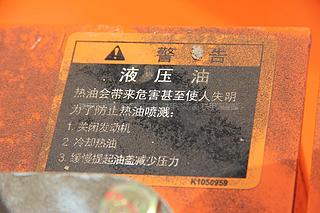 警告
液压油
热油会带来危害甚至使人失明
为了防止热油喷溅:
1. 关闭发动机
2 冷却热油
3. 缓慢拧起油盖减少压力
K1050959